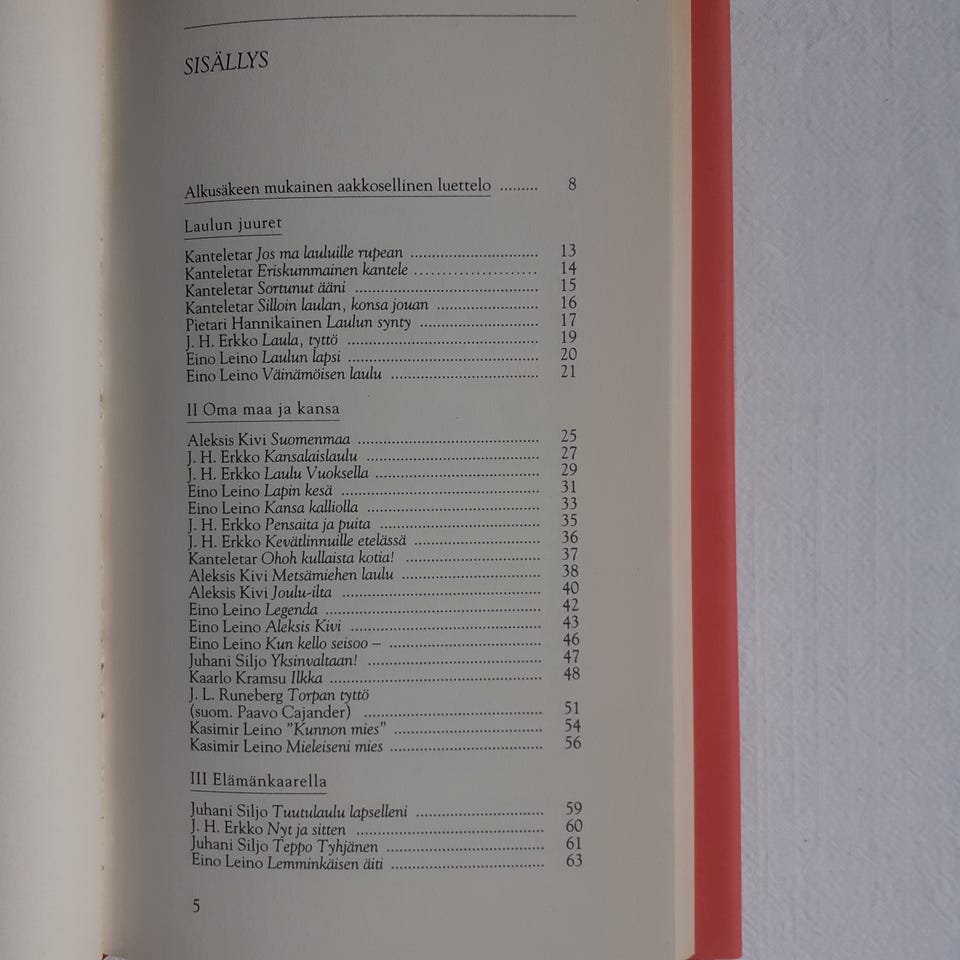 SISÄLLYS
Alkusäkeen mukainen aakkosellinen luettelo ......... 8
Laulun juuret
Kanteletar Jos ma lauluille rupean ................................ 13
Kanteletar Eriskummainen kantele ....................... 14
Kanteletar Sortunut ääni ............................................. 15
Kanteletar Silloin laulan, konsa jouan ......................... 16
Pietari Hannikainen Laulun synty ............................. 17
J. H. Erkko Laula, tyttö ............................................... 19
Eino Leino Laulun lapsi ............................................... 20
Eino Leino Väinämöisen laulu .................................... 21
II Oma maa ja kansa
Aleksis Kivi Suomenmaa ............................................. 25
J. H. Erkko Kansalaislaulu ........................................... 27
J. H. Erkko Laulu Vuoksella ........................................ 29
Eino Leino Lapin kesä ................................................. 31
Eino Leino Kansa kalliolla .......................................... 33
J. H. Erkko Pensaita ja puita ....................................... 35
J. H. Erkko Kevätlinnuille etelässä ............................... 36
Kanteletar Ohoh kullaista kotia! ................................. 37
Aleksis Kivi Metsämiehen laulu .................................. 38
Aleksis Kivi Joulu-ilta ................................................. 40
Eino Leino Legenda ..................................................... 42
Eino Leino Aleksis Kivi ............................................... 43
Eino Leino Kun kello seisoo – ..................................... 46
Juhani Siljo Yksinvaltaan! ........................................... 47
Kaarlo Kramsu Ilkka ................................................... 48
J. L. Runeberg Torpan tyttö
(suom. Paavo Cajander) ............................................ 51
Kasimir Leino "Kunnon mies" .................................... 54
Kasimir Leino Mieleiseni mies ..................................... 56
III Elämänkaarella
Juhani Siljo Tuutulaulu lapselleni ................................ 59
J. H. Erkko Nyt ja sitten .............................................. 60
Juhani Siljo Teppo Tyhjänen ....................................... 61
Eino Leino Lemminkäisen äiti ..................................... 63
5